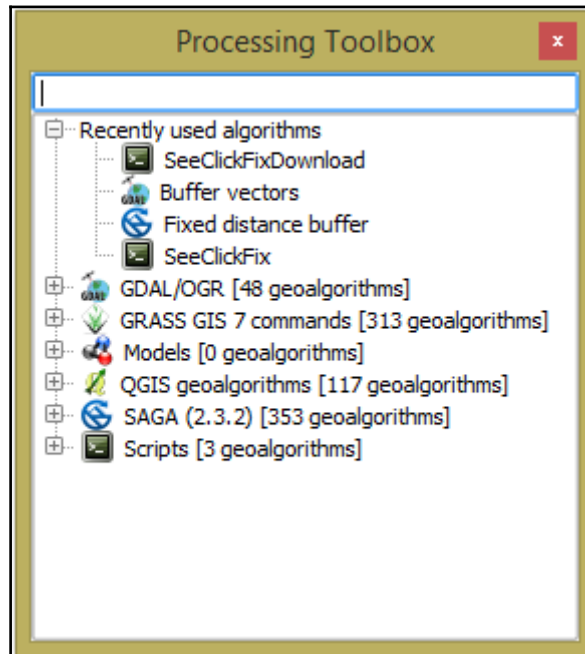 Processing Toolbox
x
Recently used algorithms
SeeClickFixDownload
GDAL Buffer vectors
Fixed distance buffer
SeeClickFix
GDAL GDAL/OGR [48 geoalgorithms]
GRASS GIS 7 commands [313 geoalgorithms]
Models [0 geoalgorithms]
QGIS geoalgorithms [117 geoalgorithms]
SAGA (2.3.2) [353 geoalgorithms]
Scripts [3 geoalgorithms]